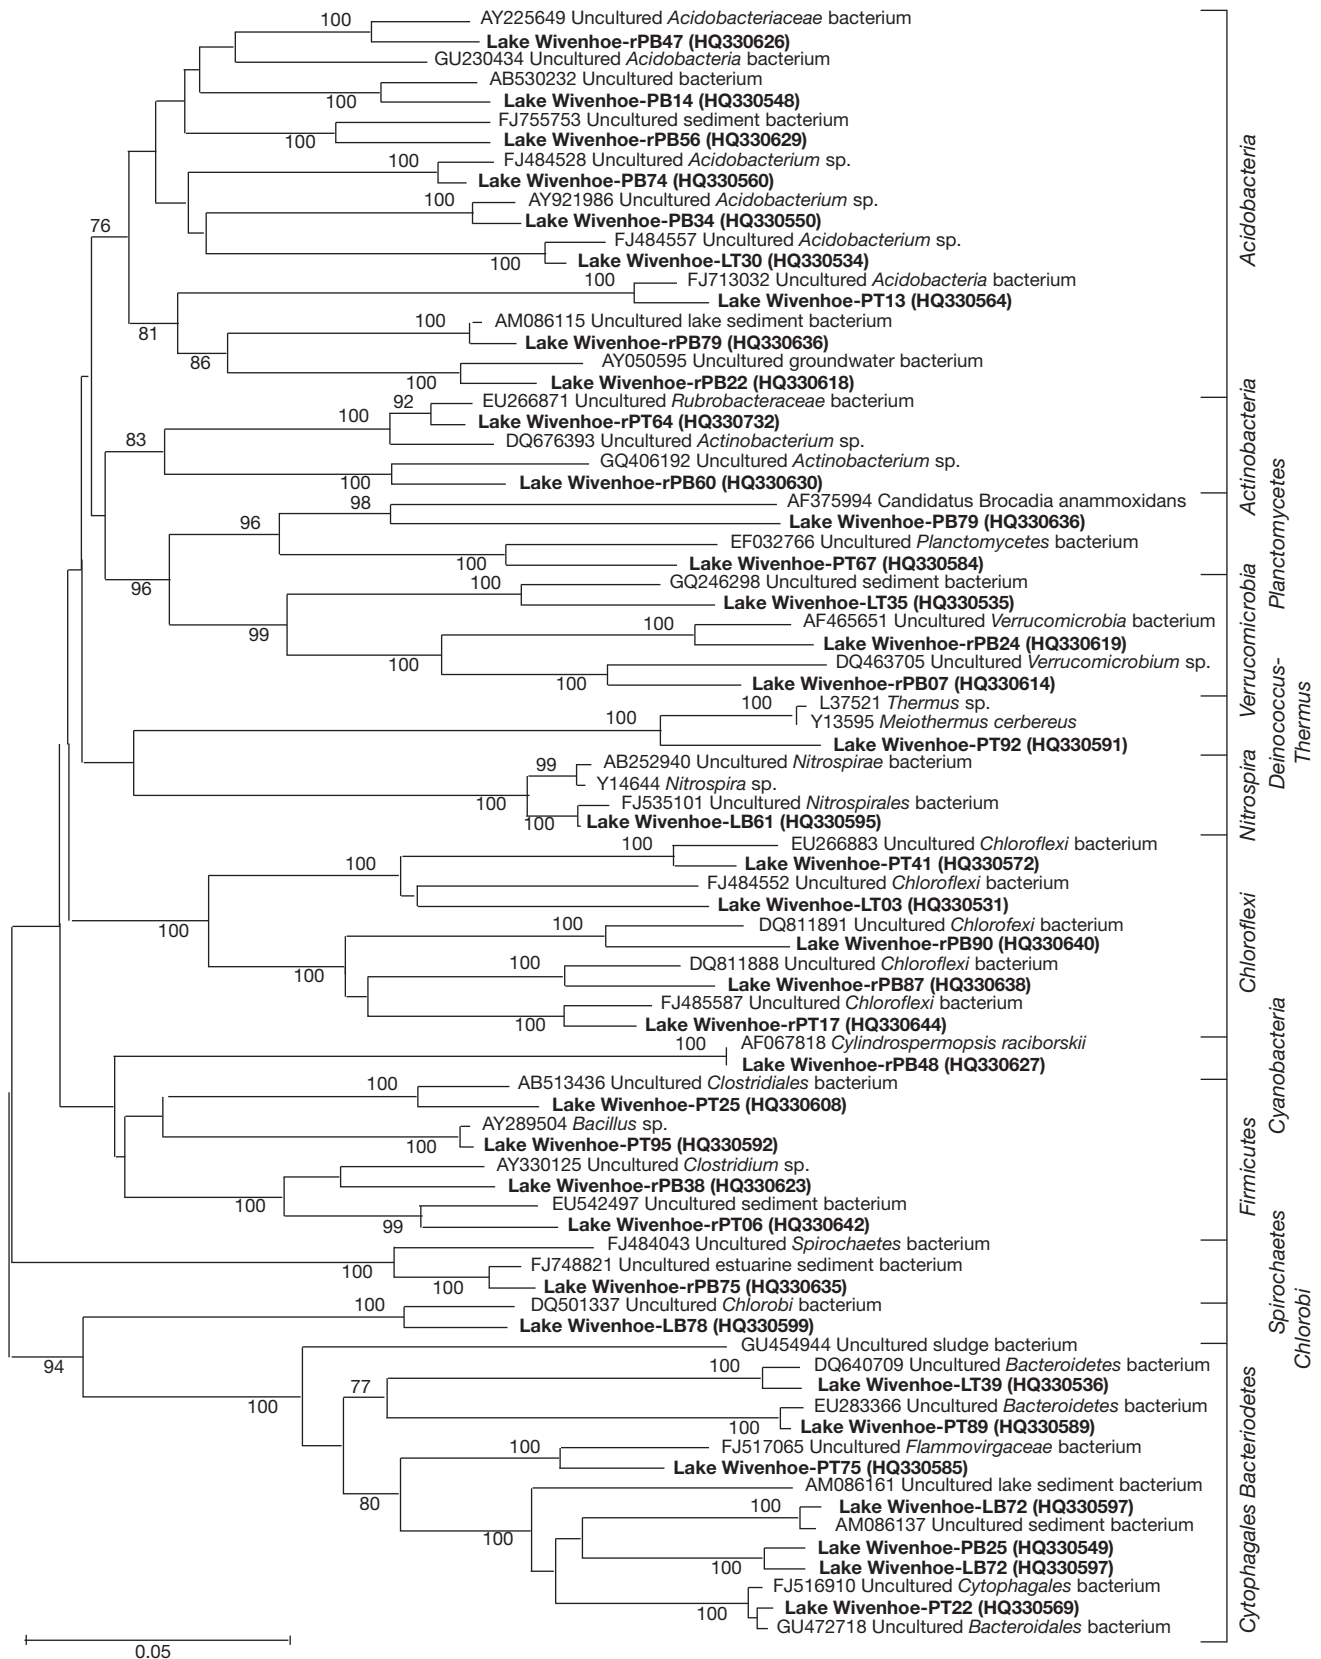 100 AY225649 Uncultured Acidobacteriaceae bacterium
Lake Wivenhoe-rPB47 (HQ330626)
GU230434 Uncultured Acidobacteria bacterium
AB530232 Uncultured bacterium
100 Lake Wivenhoe-PB14 (HQ330548)
FJ755753 Uncultured sediment bacterium
100 Lake Wivenhoe-rPB56 (HQ330629)
100 FJ484528 Uncultured Acidobacterium sp.
Lake Wivenhoe-PB74 (HQ330560)
100 AY921986 Uncultured Acidobacterium sp.
Lake Wivenhoe-PB34 (HQ330550)
76
FJ484557 Uncultured Acidobacterium sp.
100 Lake Wivenhoe-LT30 (HQ330534)
100 FJ713032 Uncultured Acidobacteria bacterium
Lake Wivenhoe-PT13 (HQ330564)
100 AM086115 Uncultured lake sediment bacterium
81
Lake Wivenhoe-rPB79 (HQ330636)
86 AY050595 Uncultured groundwater bacterium
100 Lake Wivenhoe-rPB22 (HQ330618)
Acidobacteria
92 EU266871 Uncultured Rubrobacteraceae bacterium
100 Lake Wivenhoe-rPT64 (HQ330732)
83 DQ676393 Uncultured Actinobacterium sp.
GQ406192 Uncultured Actinobacterium sp.
100 Lake Wivenhoe-rPB60 (HQ330630)
Actinobacteria
98 AF375994 Candidatus Brocadia anammoxidans
96 Lake Wivenhoe-PB79 (HQ330636)
EF032766 Uncultured Planctomycetes bacterium
100 Lake Wivenhoe-PT67 (HQ330584)
Planctomycetes
96
100 GQ246298 Uncultured sediment bacterium
Lake Wivenhoe-LT35 (HQ330535)
100 AF465651 Uncultured Verrucomicrobia bacterium
99
Lake Wivenhoe-rPB24 (HQ330619)
100 DQ463705 Uncultured Verrucomicrobium sp.
100 Lake Wivenhoe-rPB07 (HQ330614)
Verrucomicrobia
100 L37521 Thermus sp.
100 Y13595 Meiothermus cerbereus
Lake Wivenhoe-PT92 (HQ330591)
Deinococcus-
Thermus
99 AB252940 Uncultured Nitrospirae bacterium
Y14644 Nitrospira sp.
100 FJ535101 Uncultured Nitrospirales bacterium
100 Lake Wivenhoe-LB61 (HQ330595)
Nitrospira
100 EU266883 Uncultured Chloroflexi bacterium
100 Lake Wivenhoe-PT41 (HQ330572)
FJ484552 Uncultured Chloroflexi bacterium
Lake Wivenhoe-LT03 (HQ330531)
100
100 DQ811891 Uncultured Chlorofexi bacterium
Lake Wivenhoe-rPB90 (HQ330640)
100 DQ811888 Uncultured Chloroflexi bacterium
100
Lake Wivenhoe-rPB87 (HQ330638)
FJ485587 Uncultured Chloroflexi bacterium
100 Lake Wivenhoe-rPT17 (HQ330644)
Chloroflexi
100 AF067818 Cylindrospermopsis raciborskii
Lake Wivenhoe-rPB48 (HQ330627)
Cyanobacteria
100 AB513436 Uncultured Clostridiales bacterium
Lake Wivenhoe-PT25 (HQ330608)
AY289504 Bacillus sp.
100 Lake Wivenhoe-PT95 (HQ330592)
AY330125 Uncultured Clostridium sp.
Lake Wivenhoe-rPB38 (HQ330623)
100 EU542497 Uncultured sediment bacterium
99 Lake Wivenhoe-rPT06 (HQ330642)
Firmicutes
FJ484043 Uncultured Spirochaetes bacterium
100 FJ748821 Uncultured estuarine sediment bacterium
100 Lake Wivenhoe-rPB75 (HQ330635)
Spirochaetes
100 DQ501337 Uncultured Chlorobi bacterium
Lake Wivenhoe-LB78 (HQ330599)
Chlorobi
94
GU454944 Uncultured sludge bacterium
100 DQ640709 Uncultured Bacteroidetes bacterium
77 Lake Wivenhoe-LT39 (HQ330536)
100 EU283366 Uncultured Bacteroidetes bacterium
100 Lake Wivenhoe-PT89 (HQ330589)
100 FJ517065 Uncultured Flammovirgaceae bacterium
Lake Wivenhoe-PT75 (HQ330585)
AM086161 Uncultured lake sediment bacterium
80
100 Lake Wivenhoe-LB72 (HQ330597)
100 AM086137 Uncultured sediment bacterium
Lake Wivenhoe-PB25 (HQ330549)
100 Lake Wivenhoe-LB72 (HQ330597)
FJ516910 Uncultured Cytophagales bacterium
100 Lake Wivenhoe-PT22 (HQ330569)
GU472718 Uncultured Bacteroidales bacterium
Cytophagales Bacteriodetes
0.05